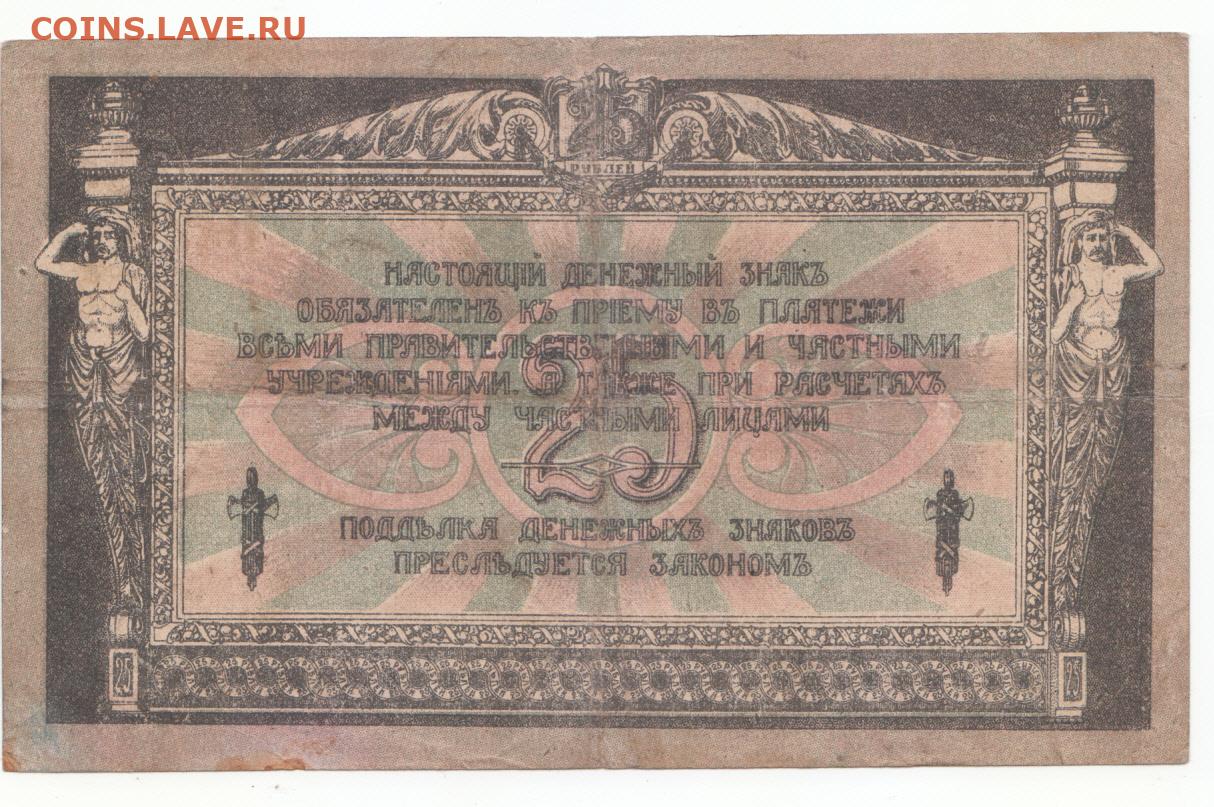 COINS.LAVE.RU
25
РУБЛЕЙ
НАСТОЯЩІЙ ДЕНЕЖНЫЙ ЗНАКЪ
ОБЯЗАТЕЛЕНЪ КЪ ПРІЕМУ ВЪ ПЛАТЕЖИ
ВСѢМИ ПРАВИТЕЛЬСТВЕННЫМИ И ЧАСТНЫМИ
УЧРЕЖДЕНІЯМИ. А ТАКЖЕ ПРИ РАСЧЕТАХЪ
МЕЖДУ ЧАСТНЫМИ ЛИЦАМИ
25
ПОДДѢЛКА ДЕНЕЖНЫХЪ ЗНАКОВЪ
ПРЕСЛѢДУЕТСЯ ЗАКОНОМЪ
25 25